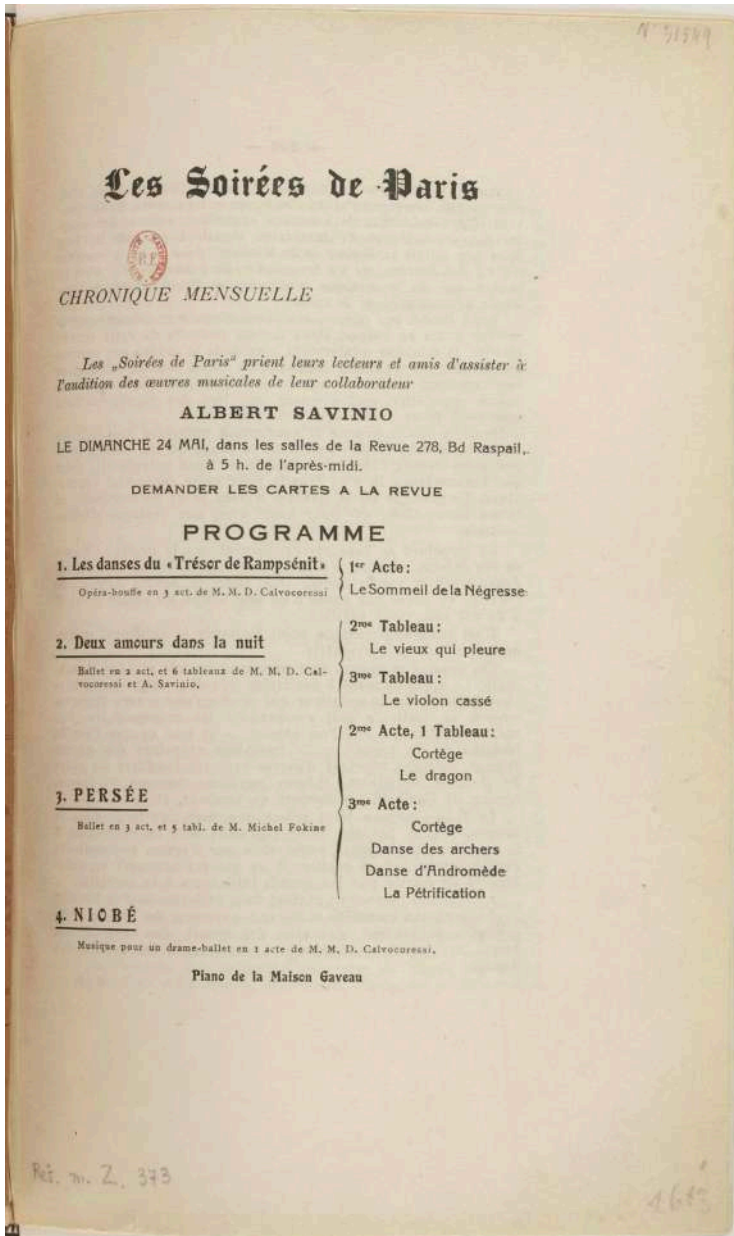 Les Soirées de Paris
CHRONIQUE MENSUELLE
Les „Soirées de Paris“ prient leurs lecteurs et amis d'assister à
l'audition des œuvres musicales de leur collaborateur
ALBERT SAVINIO
LE DIMANCHE 24 MAI, dans les salles de la Revue 278, Bd Raspail,
à 5 h. de l'après-midi.
DEMANDER LES CARTES A LA REVUE
PROGRAMME
1. Les danses du «Trésor de Rampsénit»
Opéra-bouffe en 3 act. de M. M. D. Calvocoressi
1er Acte:
Le Sommeil de la Négresse
2. Deux amours dans la nuit
Ballet en 2 act. et 6 tableaux de M. M. D. Cal-
vocoressi et A. Savinio.
2me Tableau:
Le vieux qui pleure
3me Tableau:
Le violon cassé
3. PERSÉE
Ballet en 3 act. et 5 tabl. de M. Michel Fokine
2me Acte, 1 Tableau:
Cortège
Le dragon
3me Acte:
Cortège
Danse des archers
Danse d'Andromède
La Pétrification
4. NIOBÉ
Musique pour un drame-ballet en 1 acte de M. M. D. Calvocoressi.
Piano de la Maison Gaveau
Rés. m. Z. 373